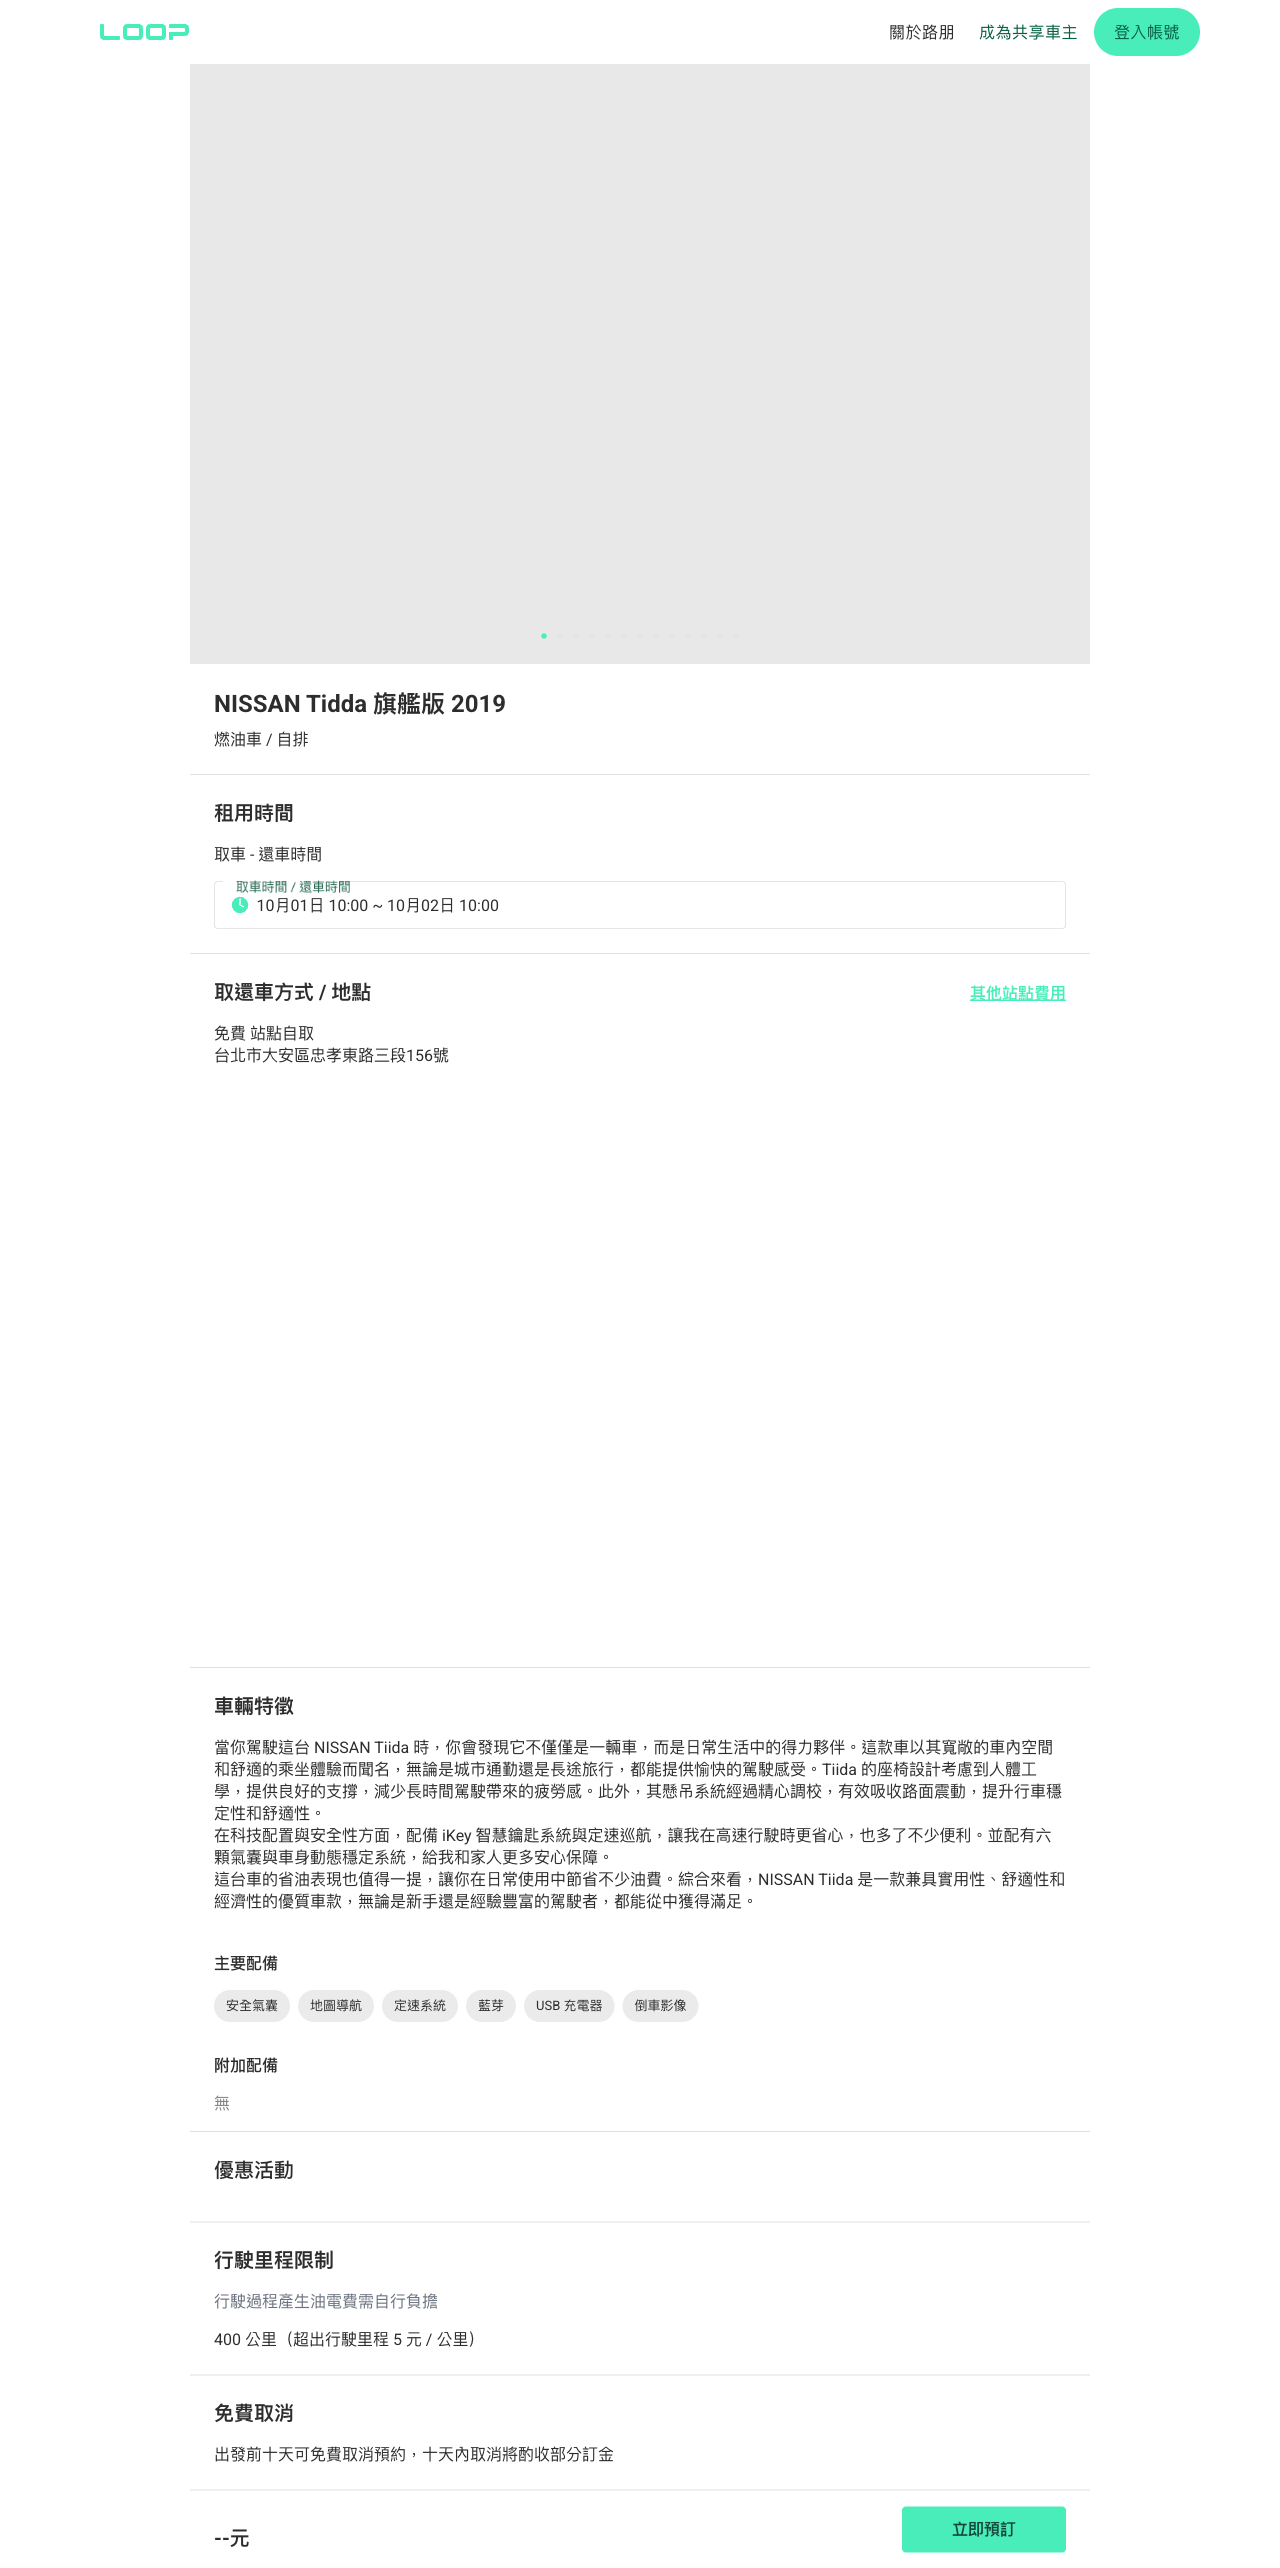 LOOP
關於路朋
成為共享車主
登入帳號
NISSAN Tidda 旗艦版 2019
燃油車 / 自排
租用時間
取車 - 還車時間
取車時間 / 還車時間
10月01日 10:00 ~ 10月02日 10:00
取還車方式 / 地點
其他站點費用
免費 站點自取
台北市大安區忠孝東路三段156號
車輛特徵
當你駕駛這台 NISSAN Tiida 時，你會發現它不僅僅是一輛車，而是日常生活中的得力夥伴。這款車以其寬敞的車內空間
和舒適的乘坐體驗而聞名，無論是城市通勤還是長途旅行，都能提供愉快的駕駛感受。Tiida 的座椅設計考慮到人體工
學，提供良好的支撐，減少長時間駕駛帶來的疲勞感。此外，其懸吊系統經過精心調校，有效吸收路面震動，提升行車穩
定性和舒適性。
在科技配置與安全性方面，配備 iKey 智慧鑰匙系統與定速巡航，讓我在高速行駛時更省心，也多了不少便利。並配有六
顆氣囊與車身動態穩定系統，給我和家人更多安心保障。
這台車的省油表現也值得一提，讓你在日常使用中節省不少油費。綜合來看，NISSAN Tiida 是一款兼具實用性、舒適性和
經濟性的優質車款，無論是新手還是經驗豐富的駕駛者，都能從中獲得滿足。
主要配備
安全氣囊
地圖導航
定速系統
藍芽
USB 充電器
倒車影像
附加配備
無
優惠活動
行駛里程限制
行駛過程產生油電費需自行負擔
400 公里（超出行駛里程 5 元 / 公里）
免費取消
出發前十天可免費取消預約，十天內取消將酌收部分訂金
--元
立即預訂